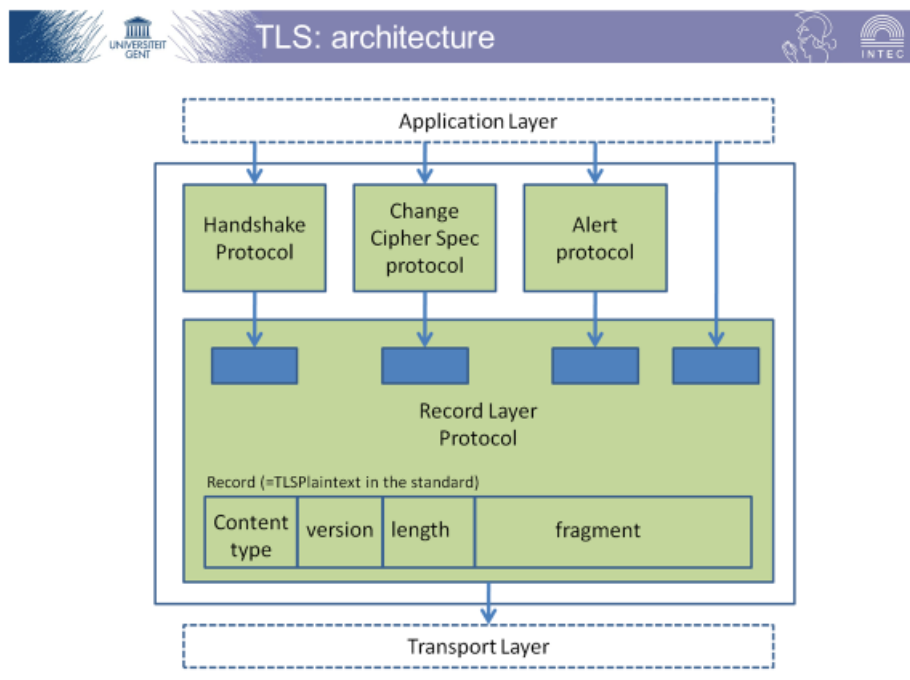 UNIVERSITEIT
GENT
TLS: architecture
INTEC
Application Layer
Handshake
Protocol
Change
Cipher Spec
protocol
Alert
protocol
Record Layer
Protocol
Record (=TLSPlaintext in the standard)
Content
type
version
length
fragment
Transport Layer